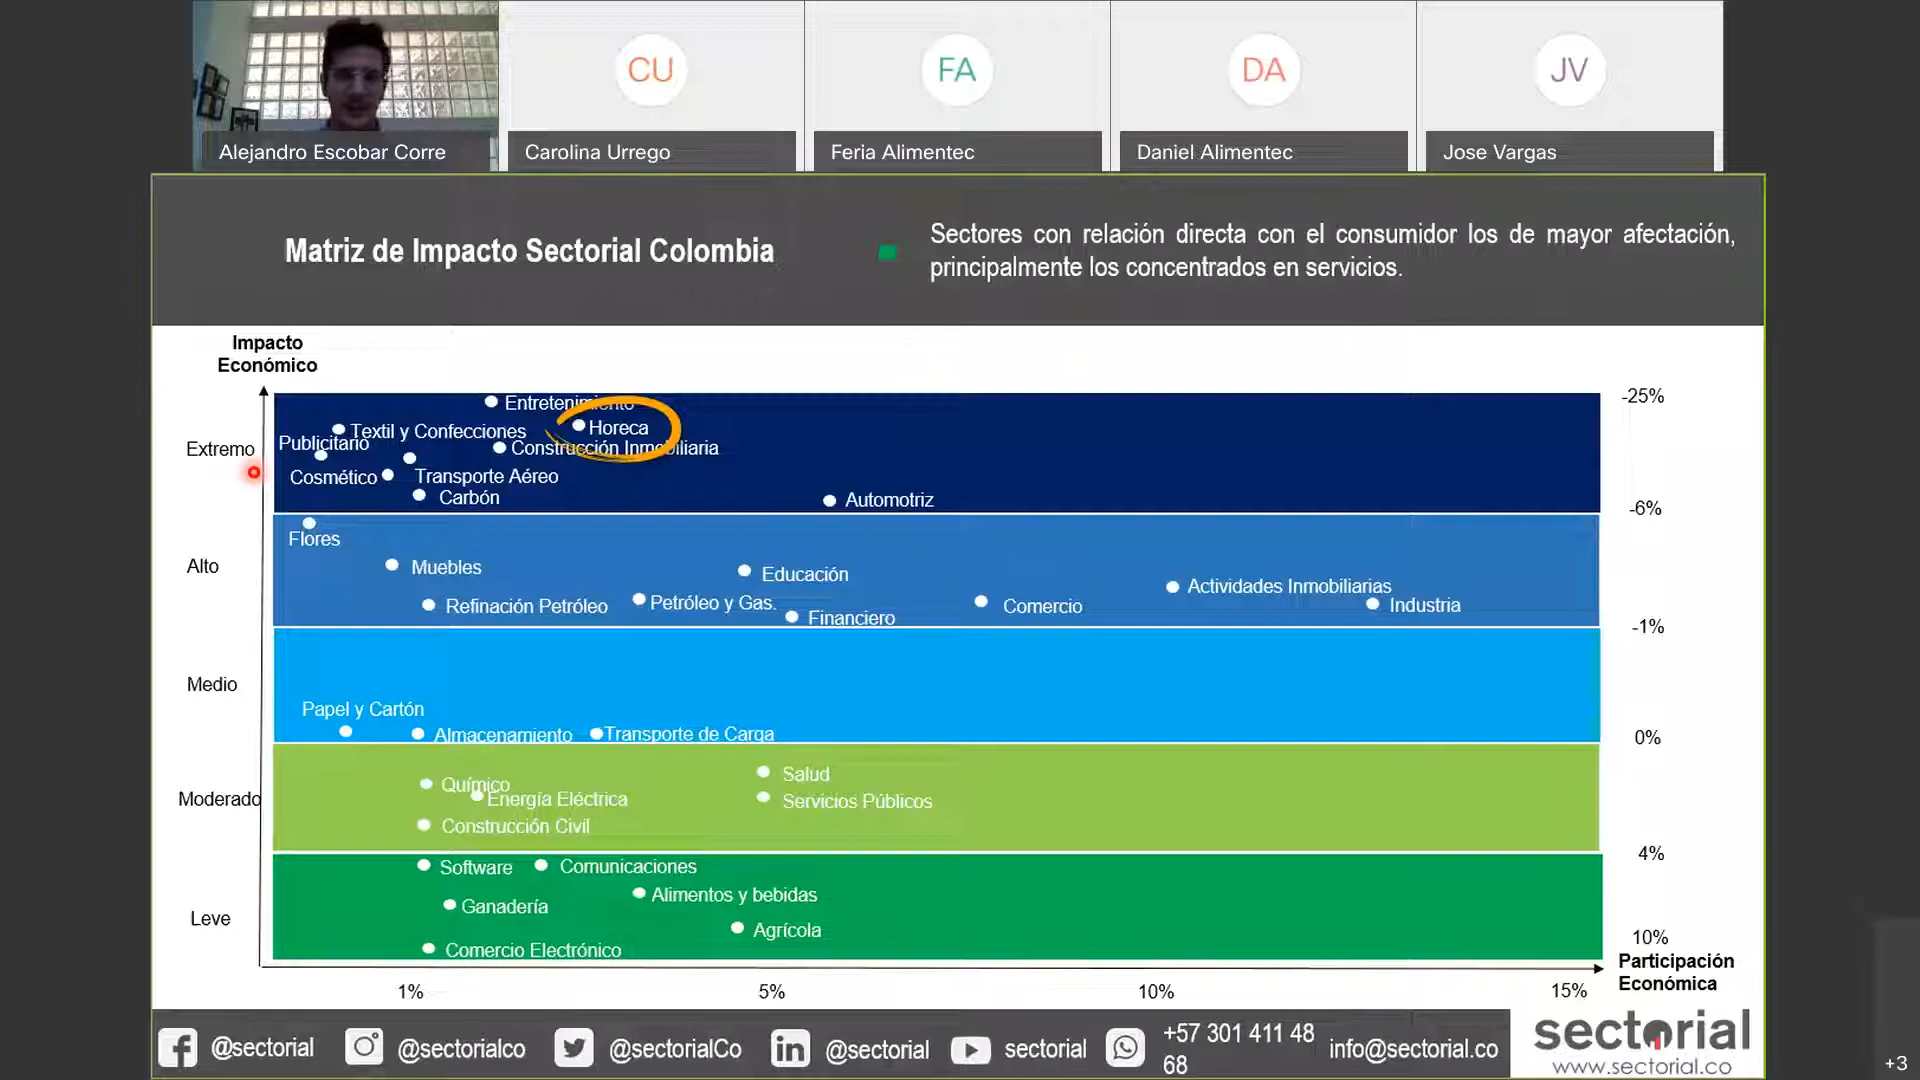 CU
FA
DA
JV
Alejandro Escobar Corre
Carolina Urrego
Feria Alimentec
Daniel Alimentec
Jose Vargas
Matriz de Impacto Sectorial Colombia
Sectores con relación directa con el consumidor los de mayor afectación,
principalmente los concentrados en servicios.
Impacto
Económico
Extremo
Alto
Medio
Moderado
Leve
Entretenimiento
Horeca
Textil y Confecciones
Publicitario
Construcción Inmobiliaria
Cosmético
Transporte Aéreo
Carbón
Automotriz
Flores
Muebles
Educación
Actividades Inmobiliarias
Refinación Petróleo
Petróleo y Gas.
Comercio
Industria
Financiero
Papel y Cartón
Almacenamiento
Transporte de Carga
Salud
Químico
Energía Eléctrica
Servicios Públicos
Construcción Civil
Software
Comunicaciones
Alimentos y bebidas
Ganadería
Agrícola
Comercio Electrónico
-25%
-6%
-1%
0%
4%
10%
Participación
Económica
1%
5%
10%
15%
@sectorial
@sectorialco
@sectorialCo
@sectorial
sectorial
+57 301 411 48
68
info@sectorial.co
sectorial
www.sectorial.co
+3